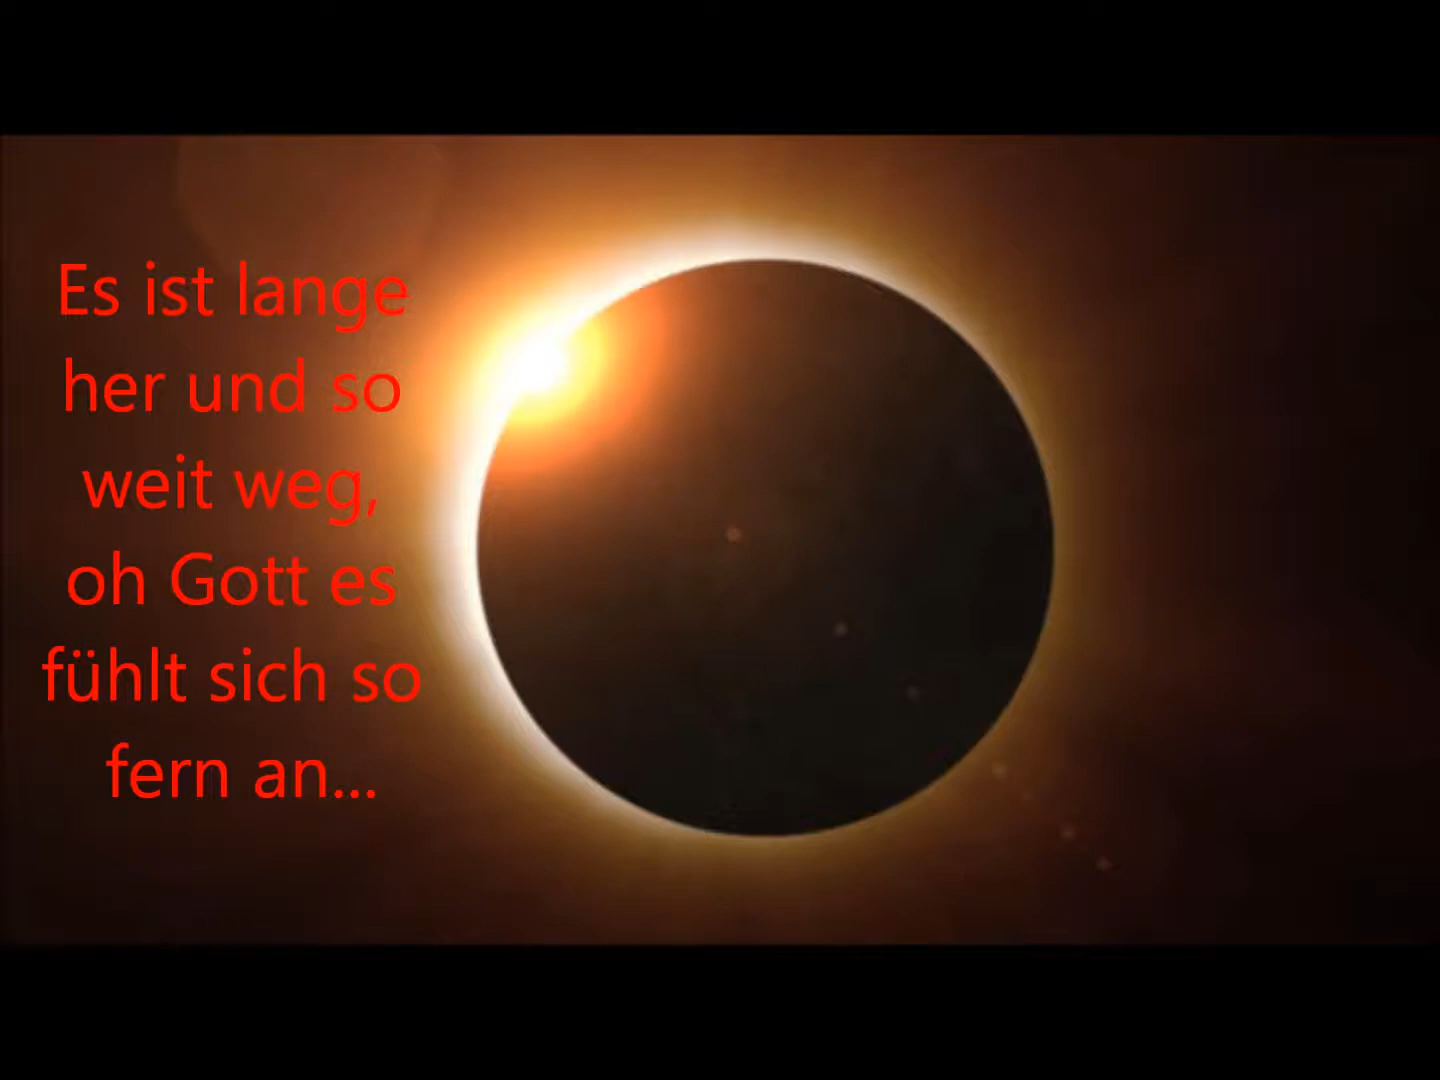 Es ist lange
her und so
weit weg,
oh Gott es
fühlt sich so
fern an...